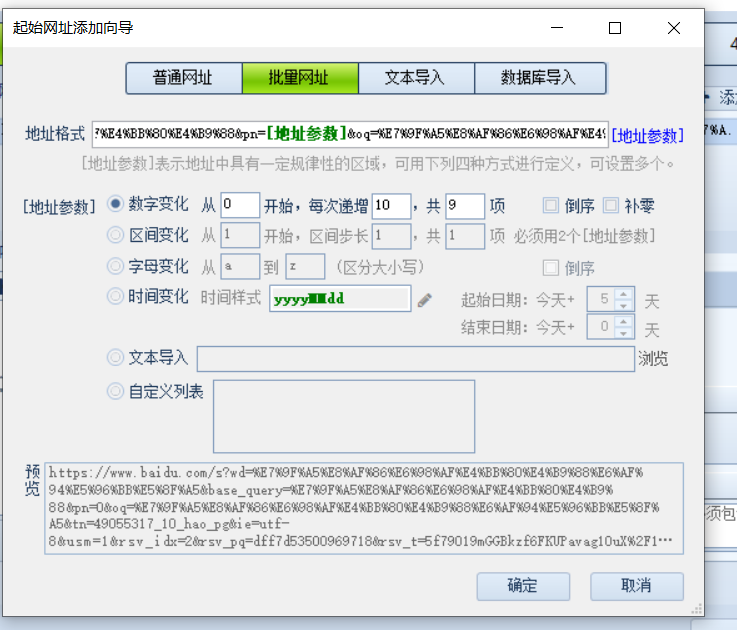 起始网址添加向导
普通网址 批量网址 文本导入 数据库导入
地址格式 ?%E4%BB%80%E4%B9%88&pn=[地址参数]&oq=%E7%9F%A5%E8%AF%86%E6%98%AF%E4% [地址参数]
[地址参数]表示地址中具有一定规律性的区域，可用下列四种方式进行定义，可设置多个。
[地址参数] 数字变化 从 0 开始，每次递增 10 ，共 9 项 倒序 补零
区间变化 从 1 开始，区间步长 1 ，共 1 项 必须用2个[地址参数]
字母变化 从 a 到 z （区分大小写） 倒序
时间变化 时间样式 yyyyMMdd 起始日期：今天+ 5 天
结束日期：今天+ 0 天
文本导入 浏览
自定义列表
预览
https://www.baidu.com/s?wd=%E7%9F%A5%E8%AF%86%E6%98%AF%E4%BB%80%E4%B9%88%E6%AF%
94%E5%96%BB%E5%8F%A5&base_query=%E7%9F%A5%E8%AF%86%E6%98%AF%E4%BB%80%E4%B9%
88&pn=0&oq=%E7%9F%A5%E8%AF%86%E6%98%AF%E4%BB%80%E4%B9%88%E6%AF%94%E5%96%BB%E5%8F%
A5&tn=49055317_10_hao_pg&ie=utf-
8&usm=1&rsv_idx=2&rsv_pq=dff7d53500969718&rsv_t=5f79019mGGBkzf6FKUPavag1OuX%2F1…
确定 取消
添加
7%A.
须包